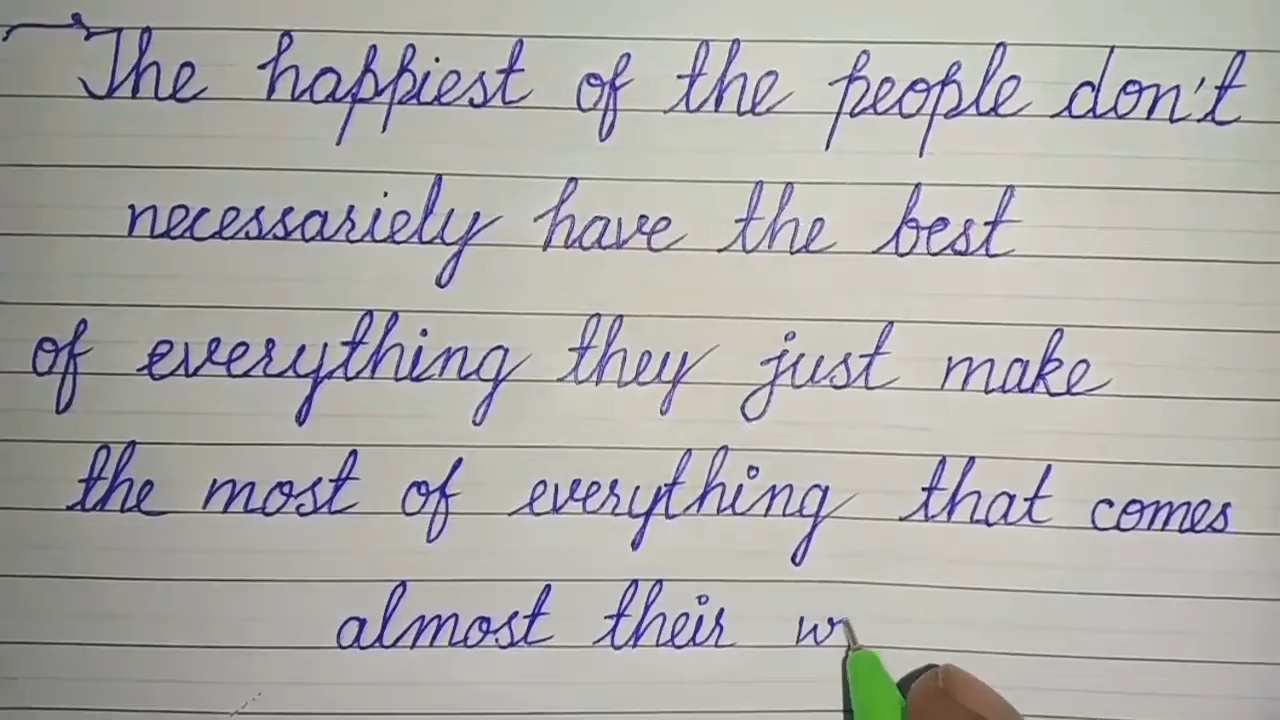 The happiest of the people don't
necessariely have the best
of everything they just make
the most of everything that comes
almost their w